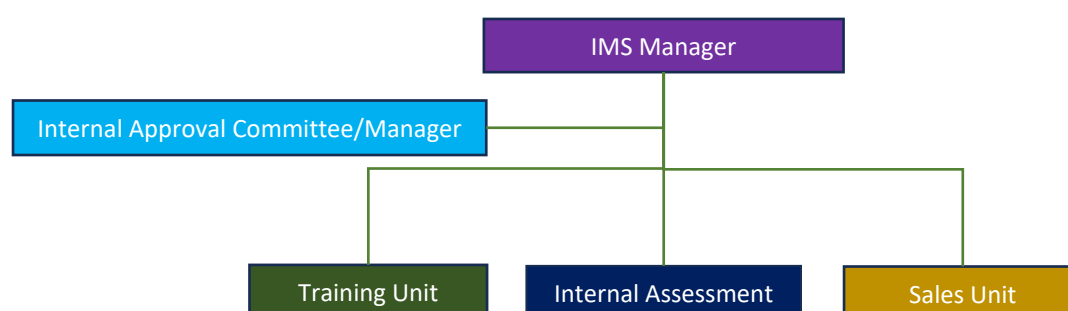 IMS Manager
Internal Approval Committee/Manager
Training Unit
Internal Assessment
Sales Unit